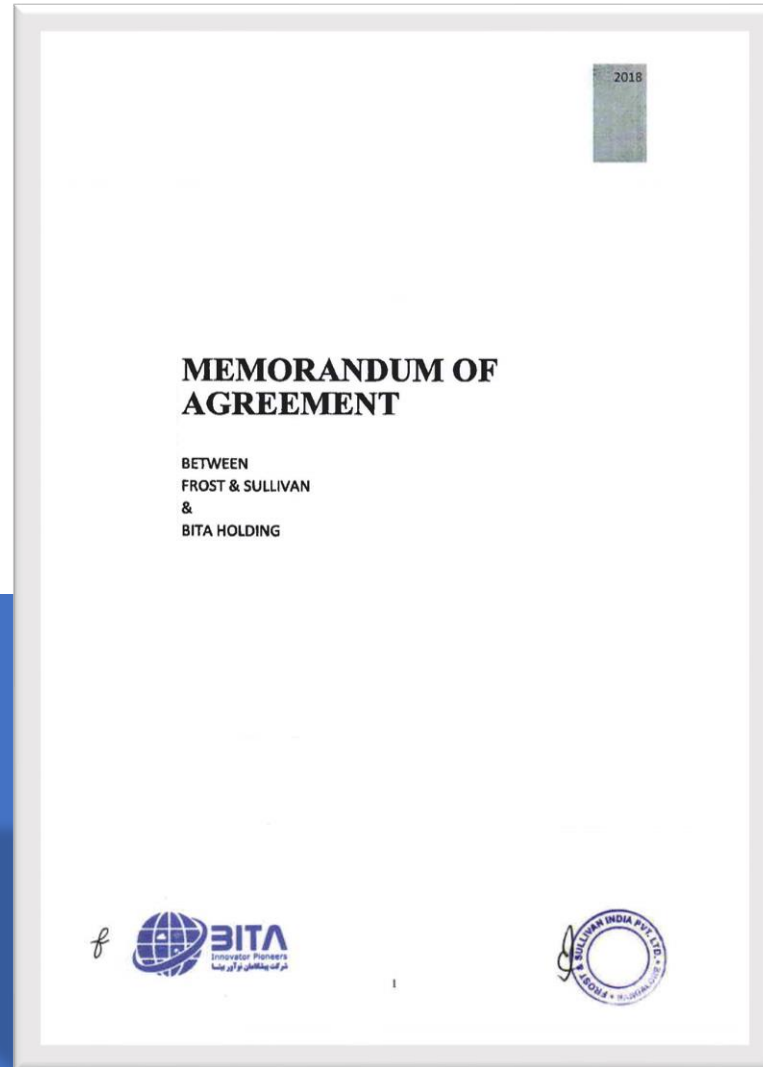 2018
MEMORANDUM OF
AGREEMENT
BETWEEN
FROST & SULLIVAN
&
BITA HOLDING
BITA
Innovator Pioneers
شرکت پیشگامان نوآور بیتا
FROST & SULLIVAN INDIA PVT. LTD.
1